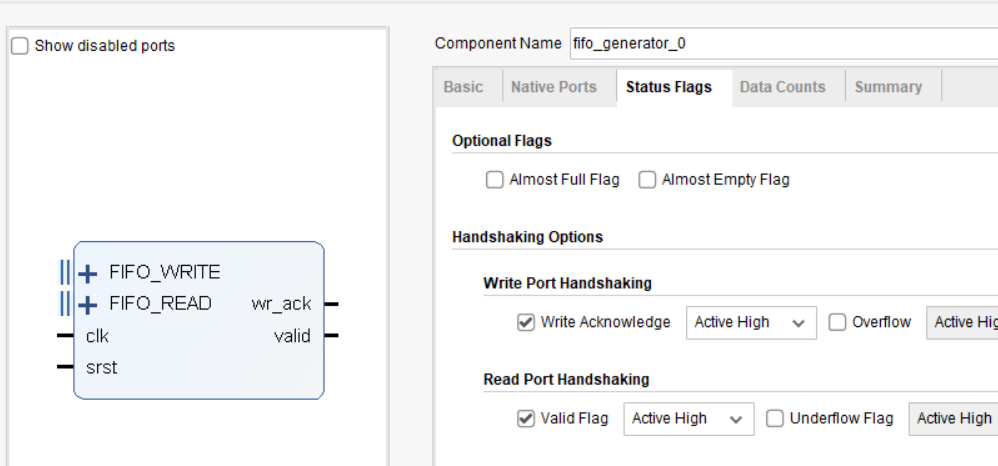 Show disabled ports
FIFO_WRITE
FIFO_READ wr_ack
clk valid
srst
Component Name fifo_generator_0
Basic Native Ports Status Flags Data Counts Summary
Optional Flags
Almost Full Flag Almost Empty Flag
Handshaking Options
Write Port Handshaking
Write Acknowledge Active High Overflow Active Hig
Read Port Handshaking
Valid Flag Active High Underflow Flag Active High